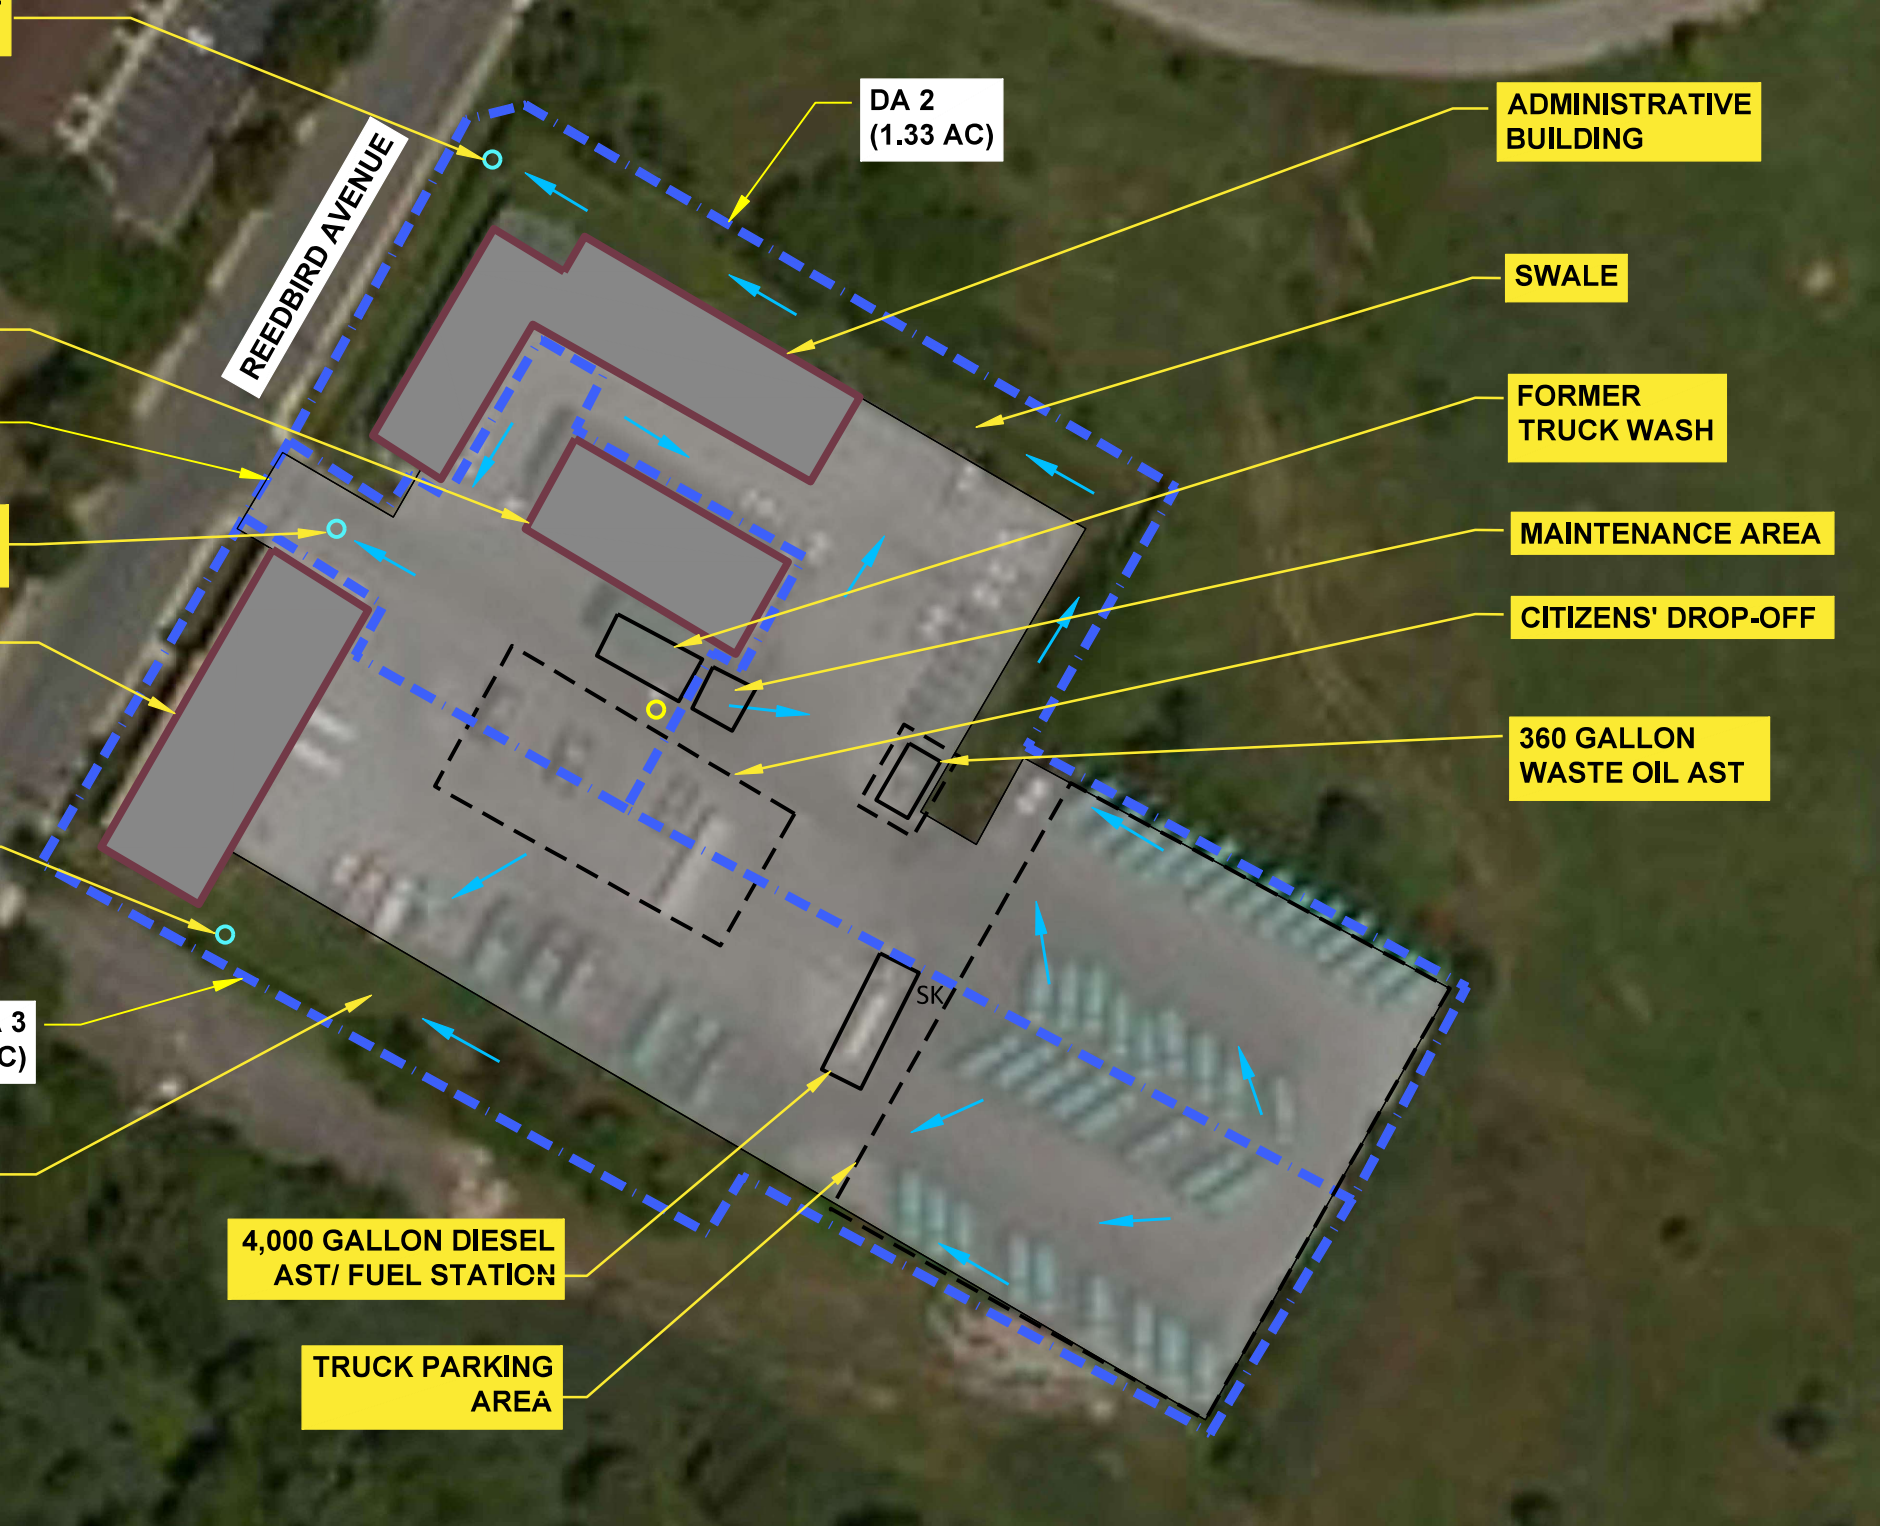 DA 2
(1.33 AC)
ADMINISTRATIVE
BUILDING
REEDBIRD AVENUE
SWALE
FORMER
TRUCK WASH
MAINTENANCE AREA
CITIZENS' DROP-OFF
360 GALLON
WASTE OIL AST
SK
3
C)
4,000 GALLON DIESEL
AST/ FUEL STATION
TRUCK PARKING
AREA